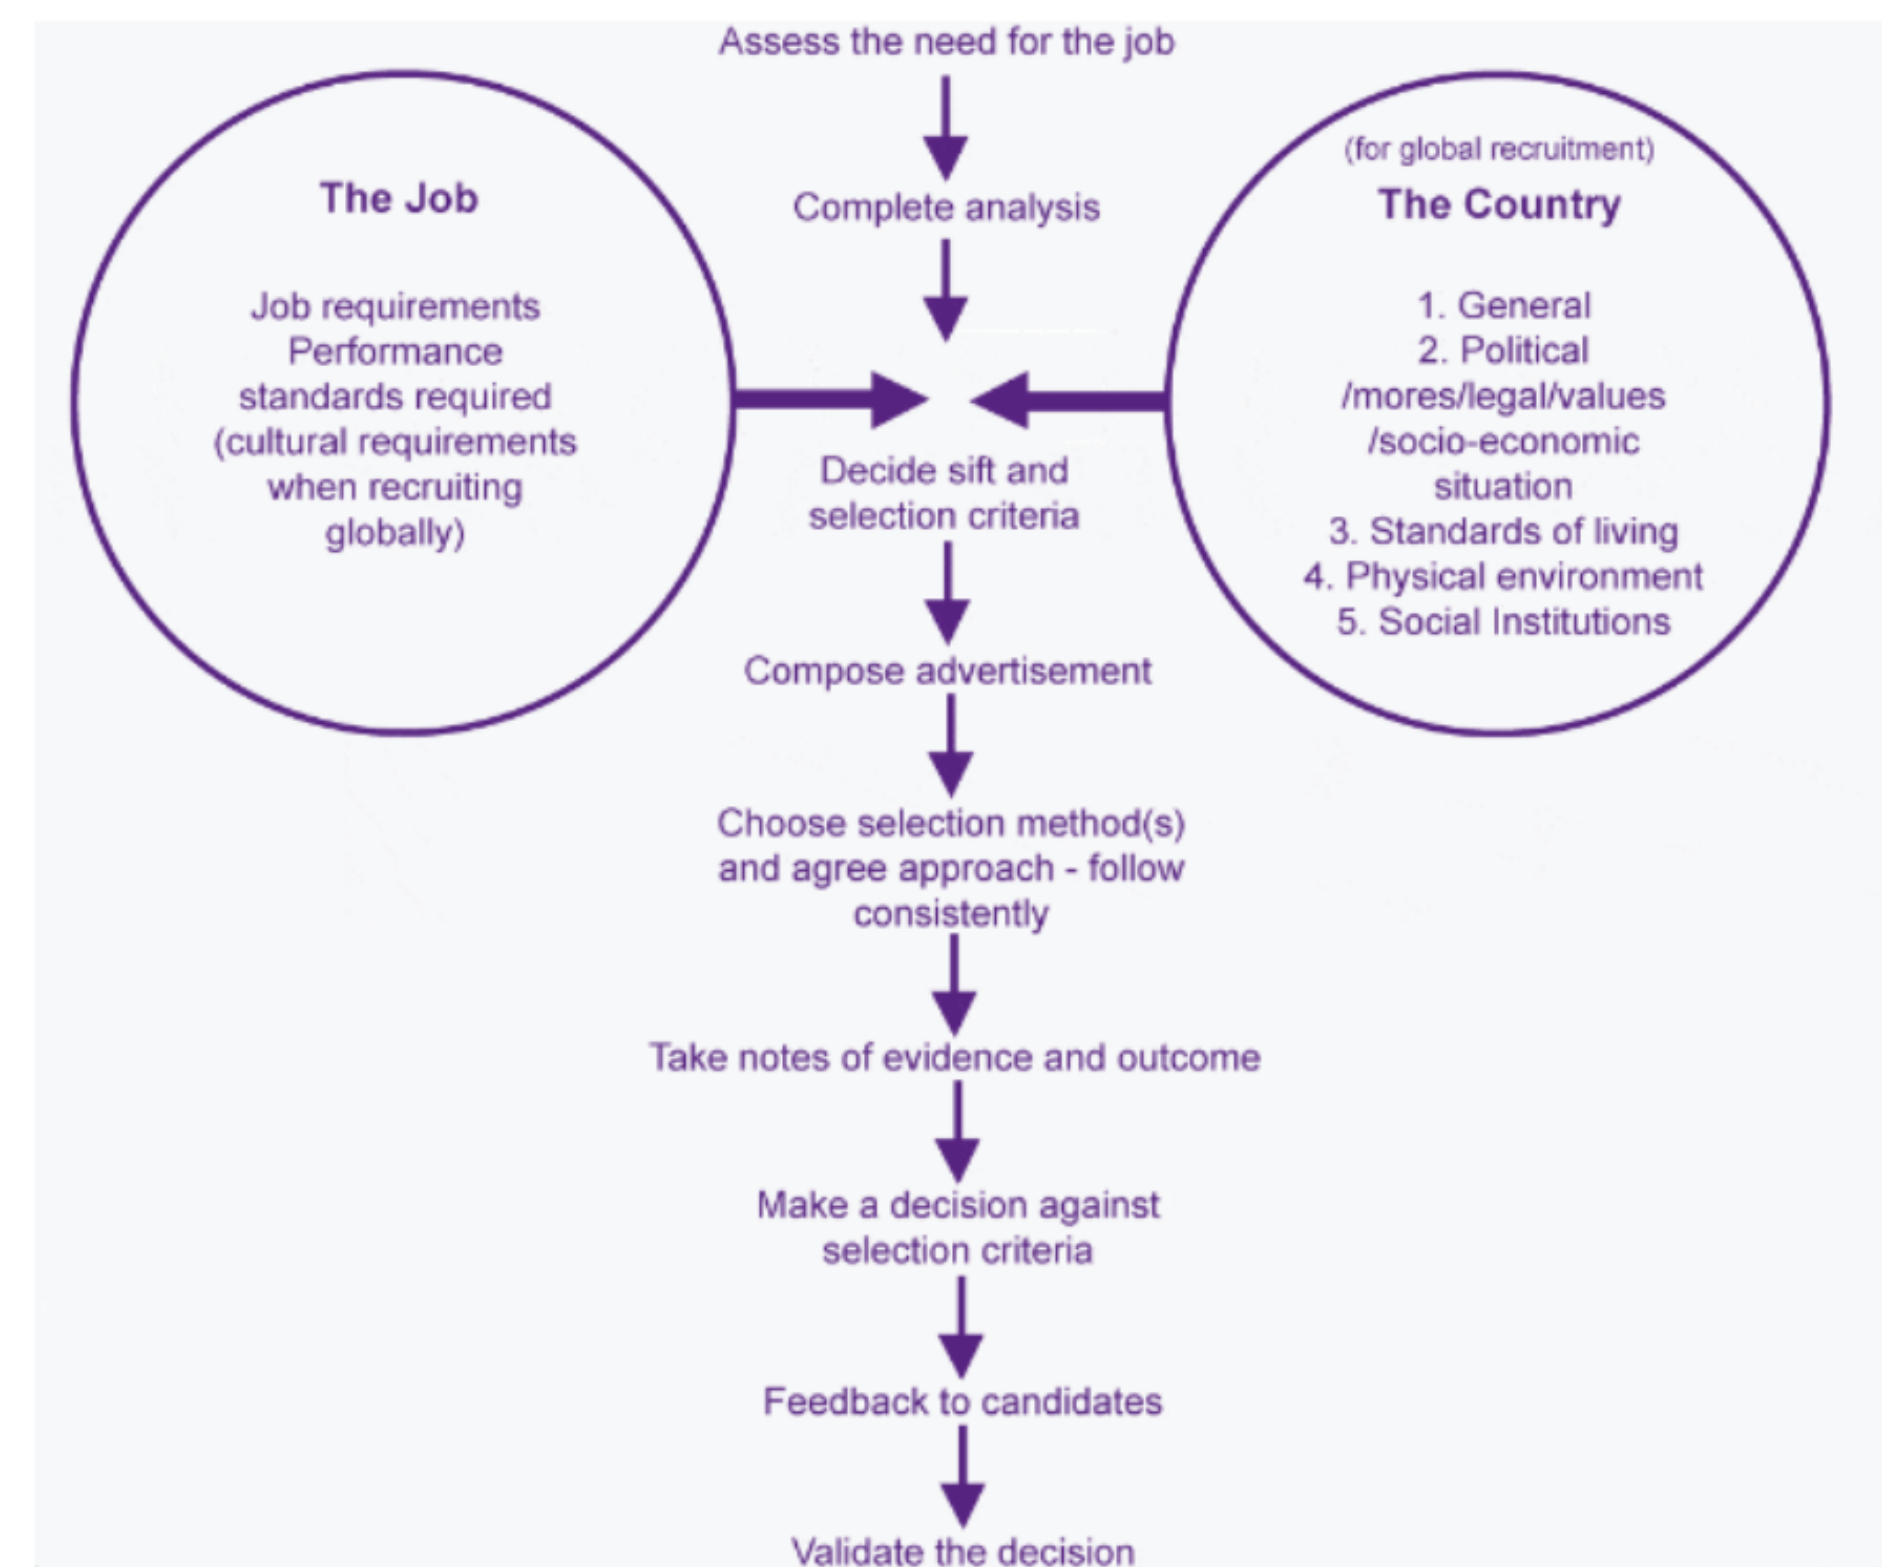 Assess the need for the job
The Job
Job requirements
Performance
standards required
(cultural requirements
when recruiting
globally)
Complete analysis
(for global recruitment)
The Country
1. General
2. Political
/mores/legal/values
/socio-economic
situation
3. Standards of living
4. Physical environment
5. Social Institutions
Decide sift and
selection criteria
Compose advertisement
Choose selection method(s)
and agree approach - follow
consistently
Take notes of evidence and outcome
Make a decision against
selection criteria
Feedback to candidates
Validate the decision